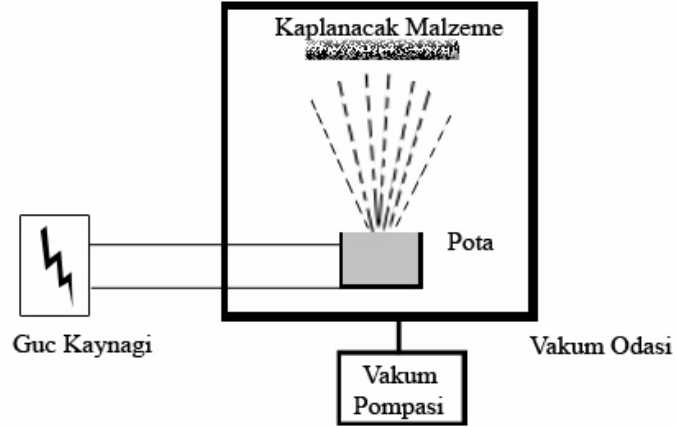 Kaplanacak Malzeme
Pota
Guc Kaynagi
Vakum Odasi
Vakum
Pompasi